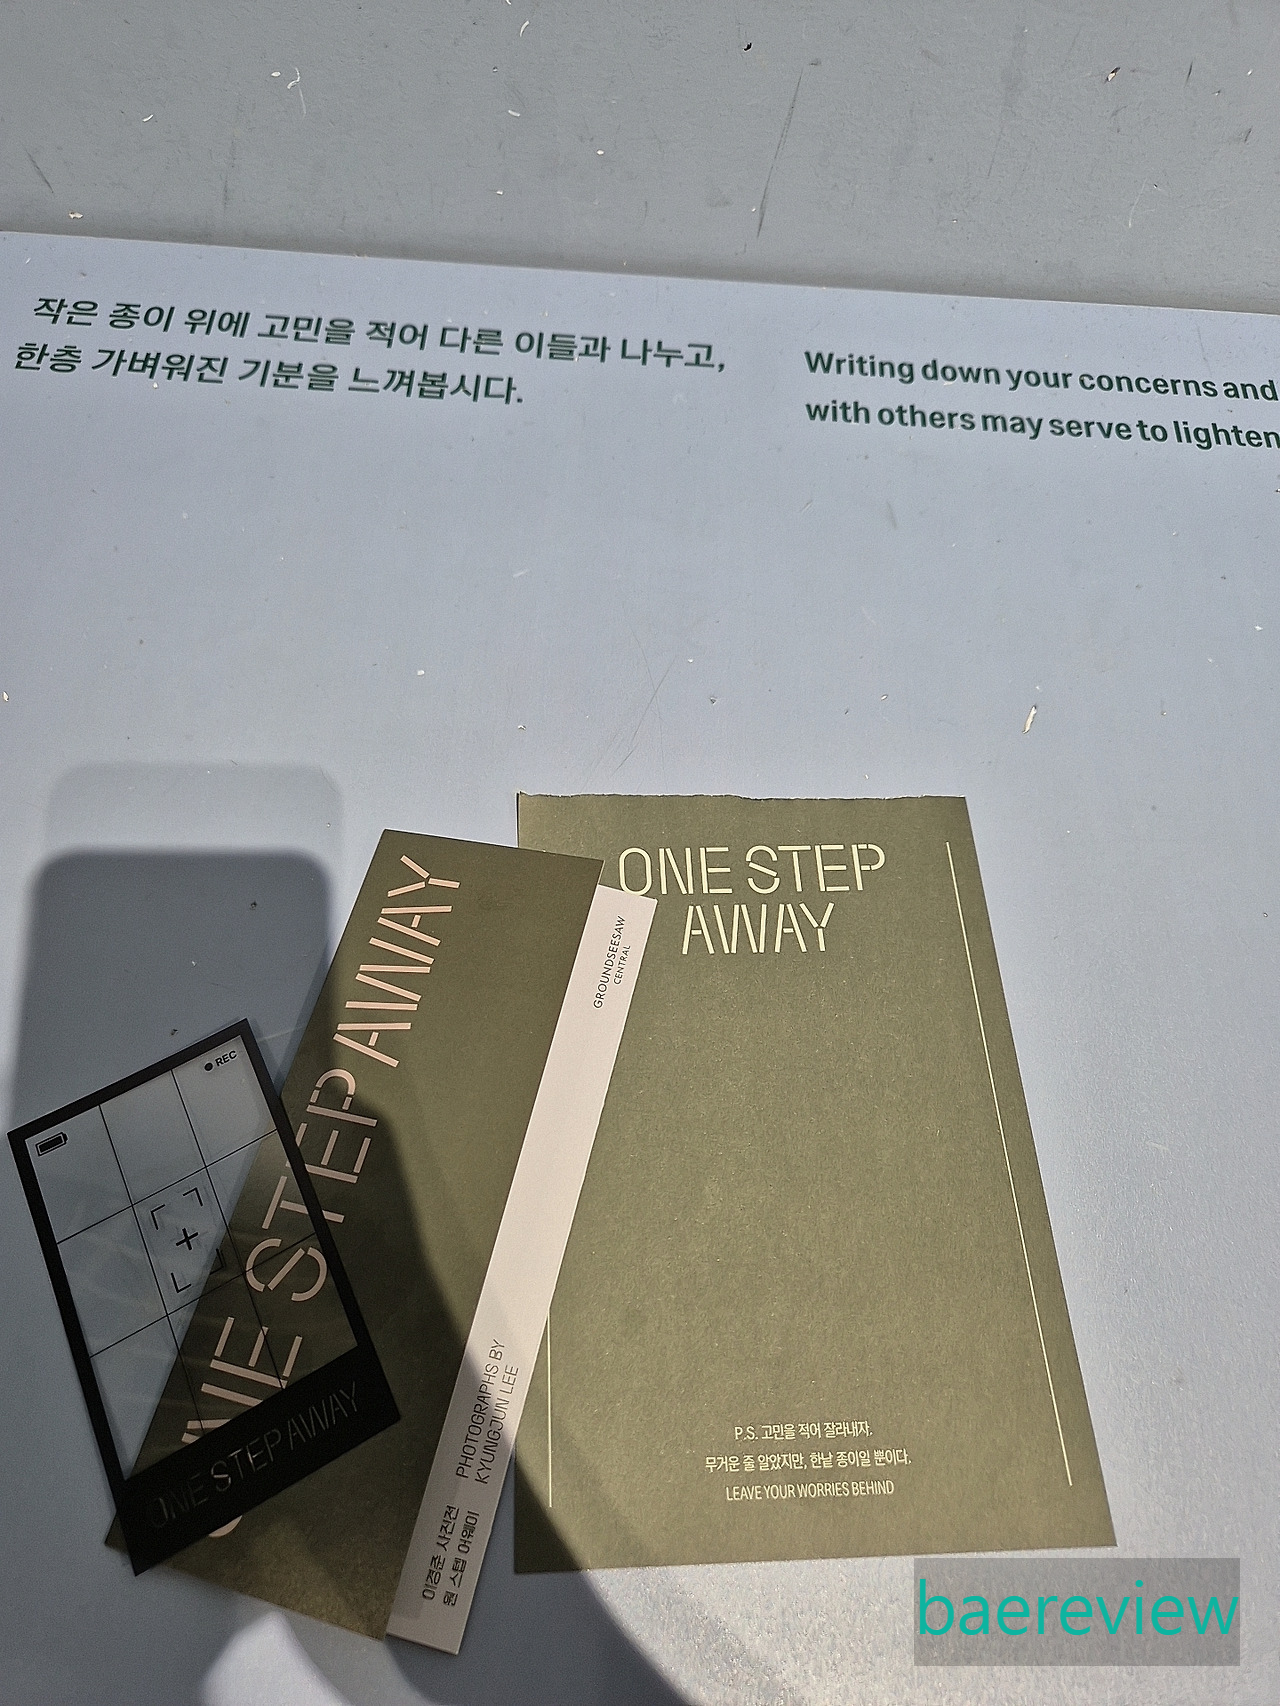 작은 종이 위에 고민을 적어 다른 이들과 나누고,
한층 가벼워진 기분을 느껴봅시다.
Writing down your concerns and
with others may serve to lighten
ONE STEP
AWAY
P.S. 고민을 적어 잘라내자.
무거운 줄 알았지만, 한낱 종이일 뿐이다.
LEAVE YOUR WORRIES BEHIND
ONE STEP AWAY
GROUNDSEESAW
CENTRAL
PHOTOGRAPHS BY
KYUNGJUN LEE
이경준 사진전
원 스텝 어웨이
REC
ONE STEP AWAY
baereview